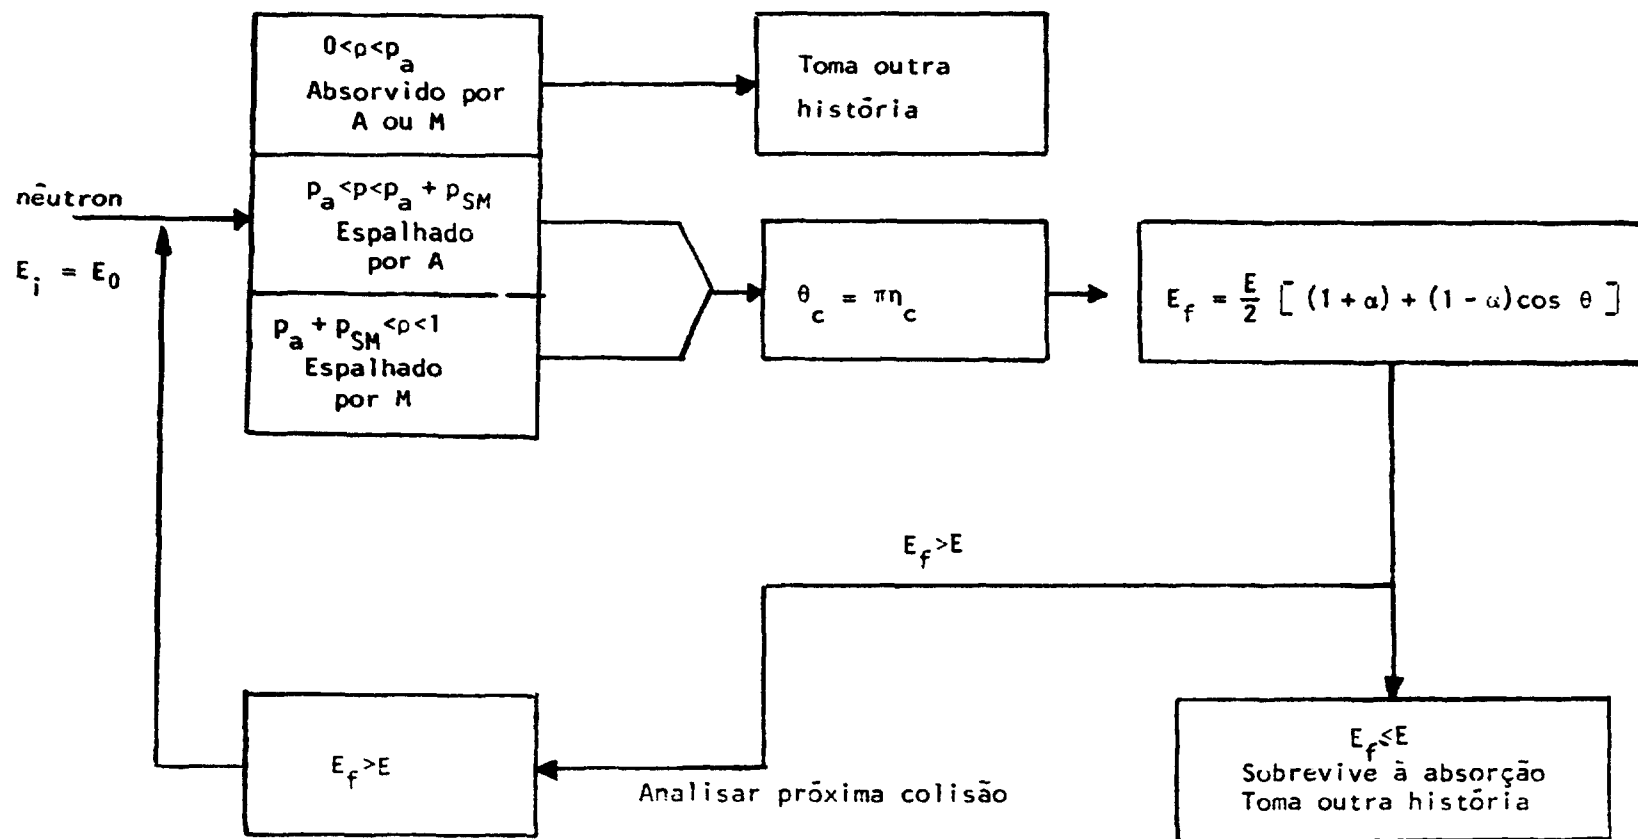 0<ρ<p_a
Absorvido por
A ou M
Toma outra
história
nêutron
E_i = E_0
p_a<p<p_a + p_SM
Espalhado
por A
p_a + p_SM<ρ<1
Espalhado
por M
θ_c = πη_c
E_f = E/2 [ (1 + α) + (1 - α)cos θ ]
E_f>E
E_f>E
Analisar próxima colisão
E_f≤E
Sobrevive à absorção
Toma outra história